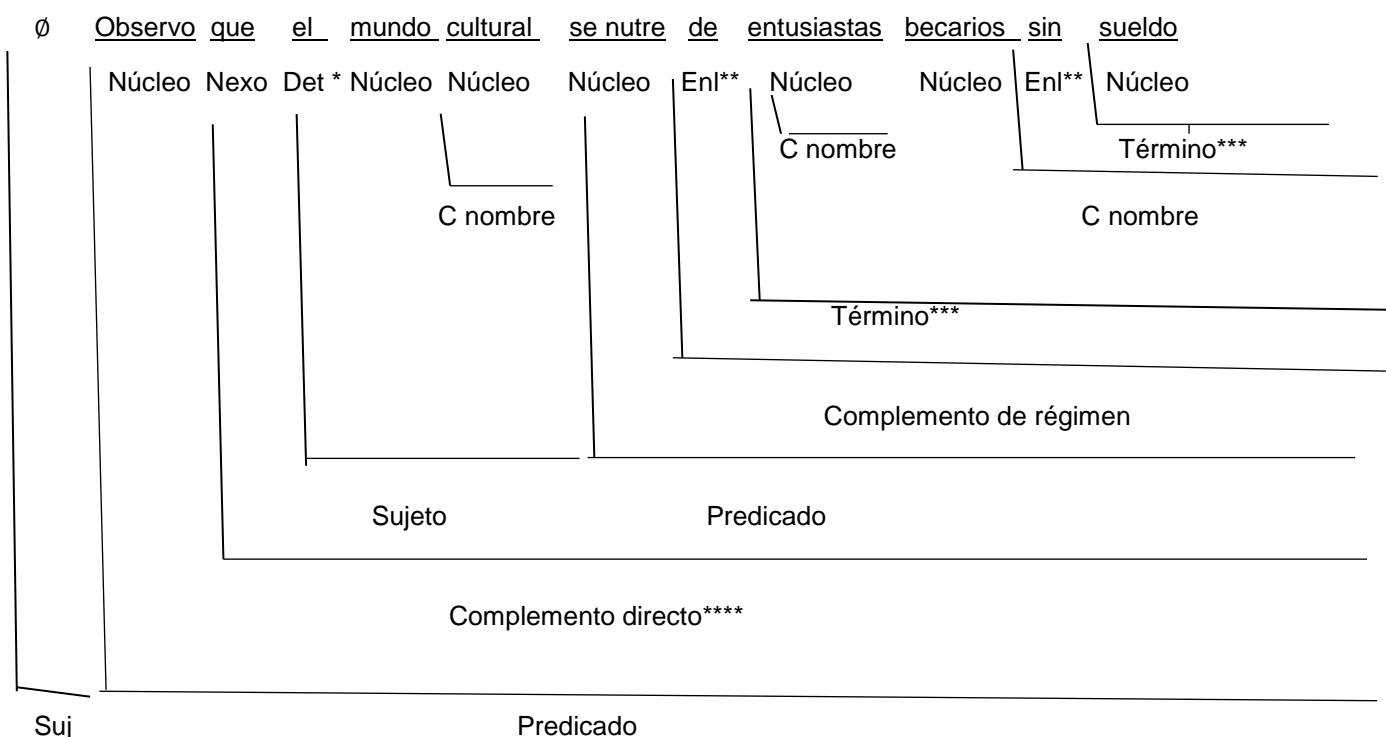 ∅ Observo que el mundo cultural se nutre de entusiastas becarios sin sueldo
Núcleo Nexo Det * Núcleo Núcleo Núcleo Enl** Núcleo Núcleo Enl** Núcleo
C nombre Término***
C nombre C nombre
Término***
Complemento de régimen
Sujeto Predicado
Complemento directo****
Suj Predicado